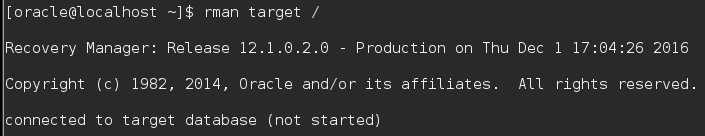 [oracle@localhost ~]$ rman target /
Recovery Manager: Release 12.1.0.2.0 - Production on Thu Dec 1 17:04:26 2016
Copyright (c) 1982, 2014, Oracle and/or its affiliates.  All rights reserved.
connected to target database (not started)